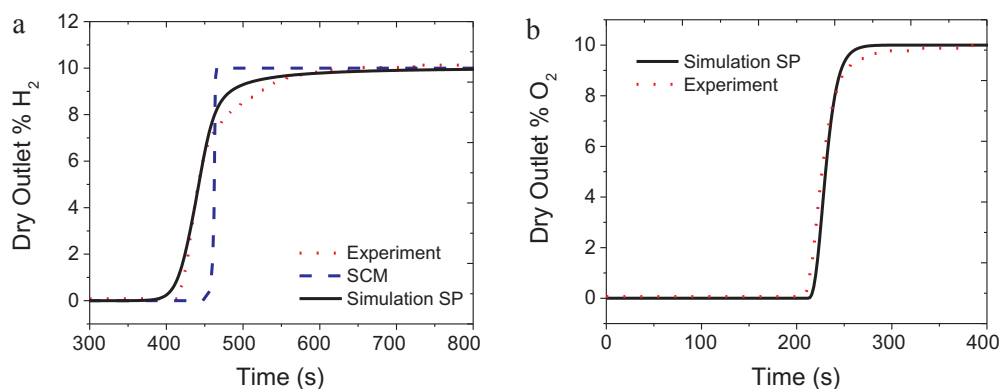 a
12
10
8
6
4
2
0
Dry Outlet % H₂
Experiment
SCM
Simulation SP
300 400 500 600 700 800
Time (s)
b
10
8
6
4
2
0
Dry Outlet % O₂
Simulation SP
Experiment
0 100 200 300 400
Time (s)